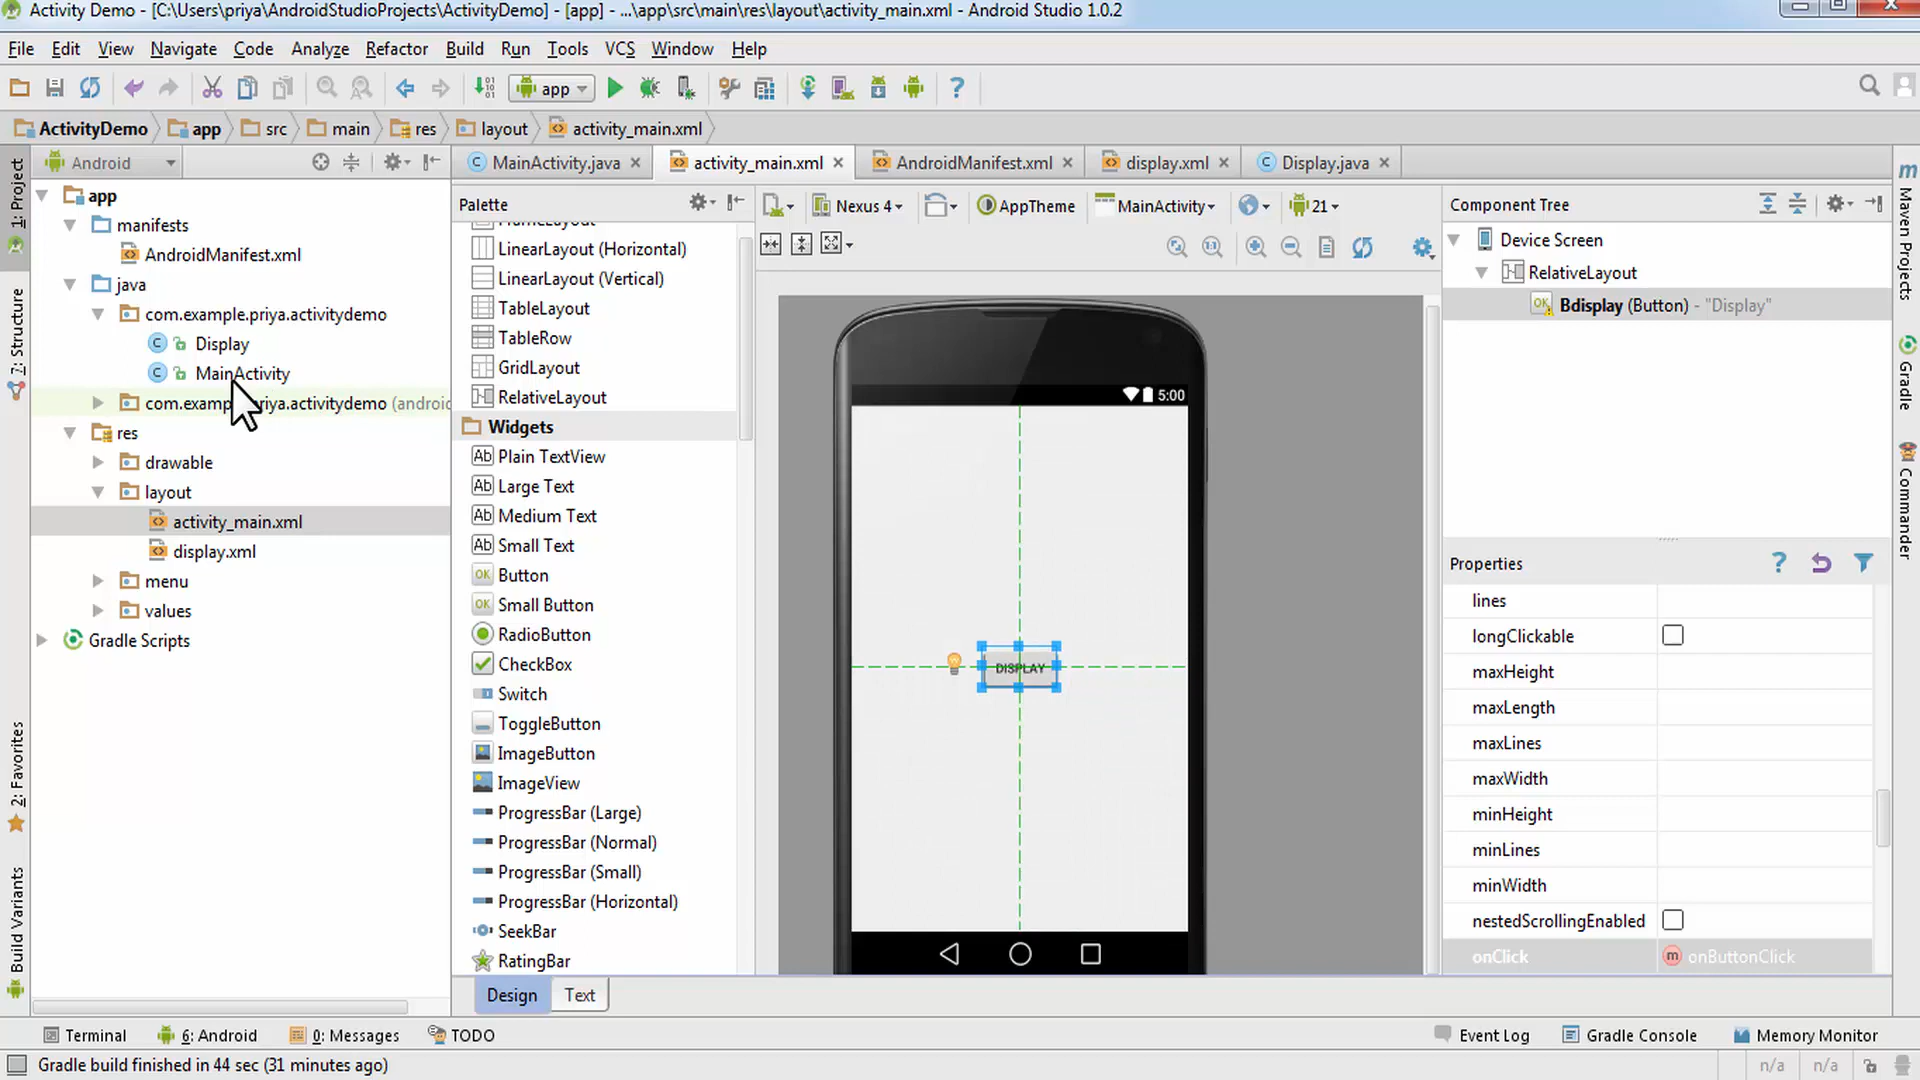 Activity Demo - [C:\Users\priya\AndroidStudioProjects\ActivityDemo] - [app] - ...\app\src\main\res\layout\activity_main.xml - Android Studio 1.0.2
File Edit View Navigate Code Analyze Refactor Build Run Tools VCS Window Help
app
ActivityDemo app src main res layout activity_main.xml
Android
MainActivity.java activity_main.xml AndroidManifest.xml display.xml Display.java
1: Project
7: Structure
2: Favorites
Build Variants
app
manifests
AndroidManifest.xml
java
com.example.priya.activitydemo
Display
MainActivity
com.examp riya.activitydemo (androi
res
drawable
layout
activity_main.xml
display.xml
menu
values
Gradle Scripts
Palette
LinearLayout (Horizontal)
LinearLayout (Vertical)
TableLayout
TableRow
GridLayout
RelativeLayout
Widgets
Ab Plain TextView
Ab Large Text
Ab Medium Text
Ab Small Text
OK Button
OK Small Button
RadioButton
CheckBox
Switch
ToggleButton
ImageButton
ImageView
ProgressBar (Large)
ProgressBar (Normal)
ProgressBar (Small)
ProgressBar (Horizontal)
SeekBar
RatingBar
Design Text
Nexus 4 AppTheme MainActivity 21
5:00
DISPLAY
Component Tree
Device Screen
RelativeLayout
OK Bdisplay (Button) - "Display"
Properties
lines
longClickable
maxHeight
maxLength
maxLines
maxWidth
minHeight
minLines
minWidth
nestedScrollingEnabled
onClick m onButtonClick
Maven Projects
Gradle
Commander
Terminal 6: Android 0: Messages TODO Event Log Gradle Console Memory Monitor
Gradle build finished in 44 sec (31 minutes ago) n/a n/a